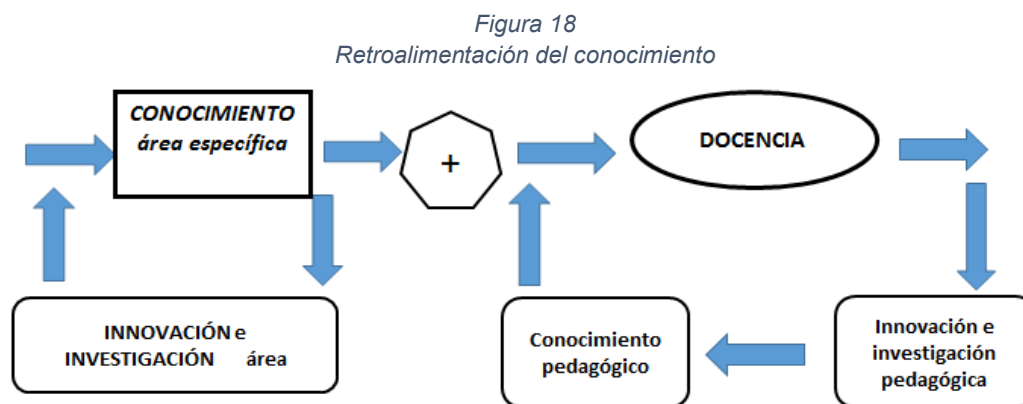 Figura 18
Retroalimentación del conocimiento
CONOCIMIENTO
área específica
+
DOCENCIA
INNOVACIÓN e
INVESTIGACIÓN área
Conocimiento
pedagógico
Innovación e
investigación
pedagógica